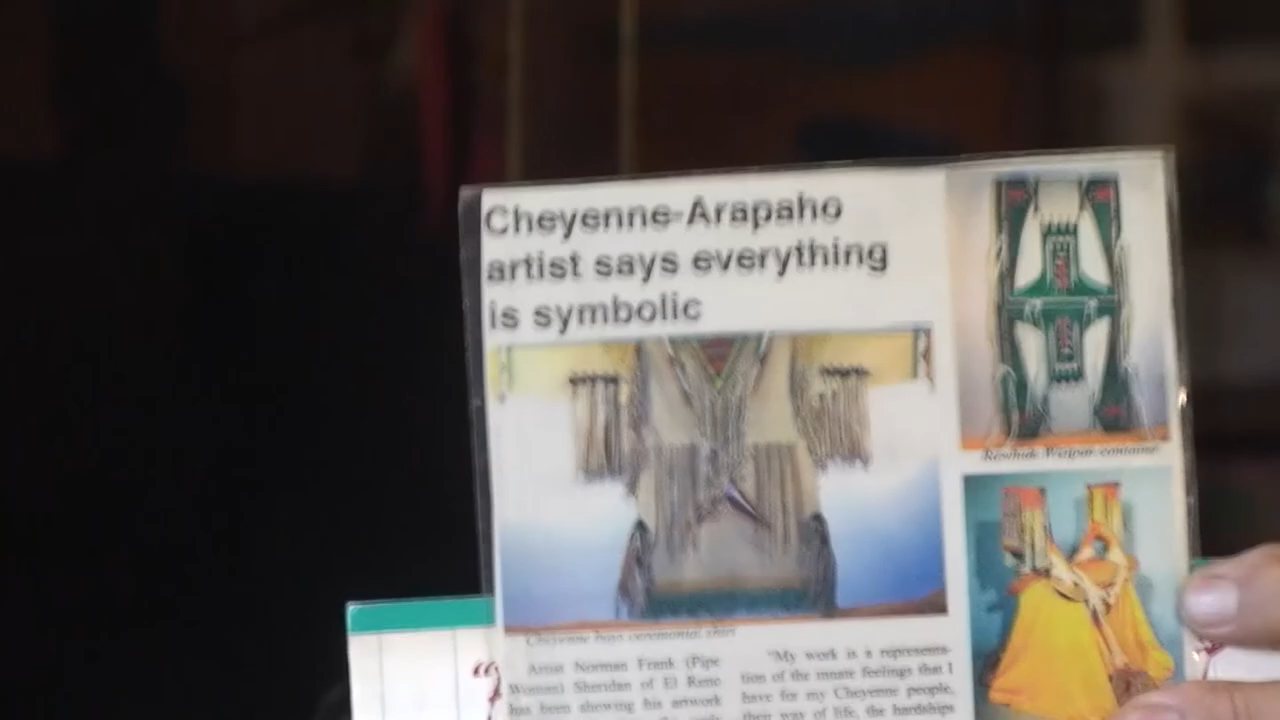 Cheyenne-Arapaho
artist says everything
is symbolic
Cheyenne boys ceremonial shirt
Artist Norman Frank (Pipe
Woman) Sheridan of El Reno
has been showing his artwork
"My work is a representa-
tion of the innate feelings that I
have for my Cheyenne people,
their way of life, the hardships
Rawhide